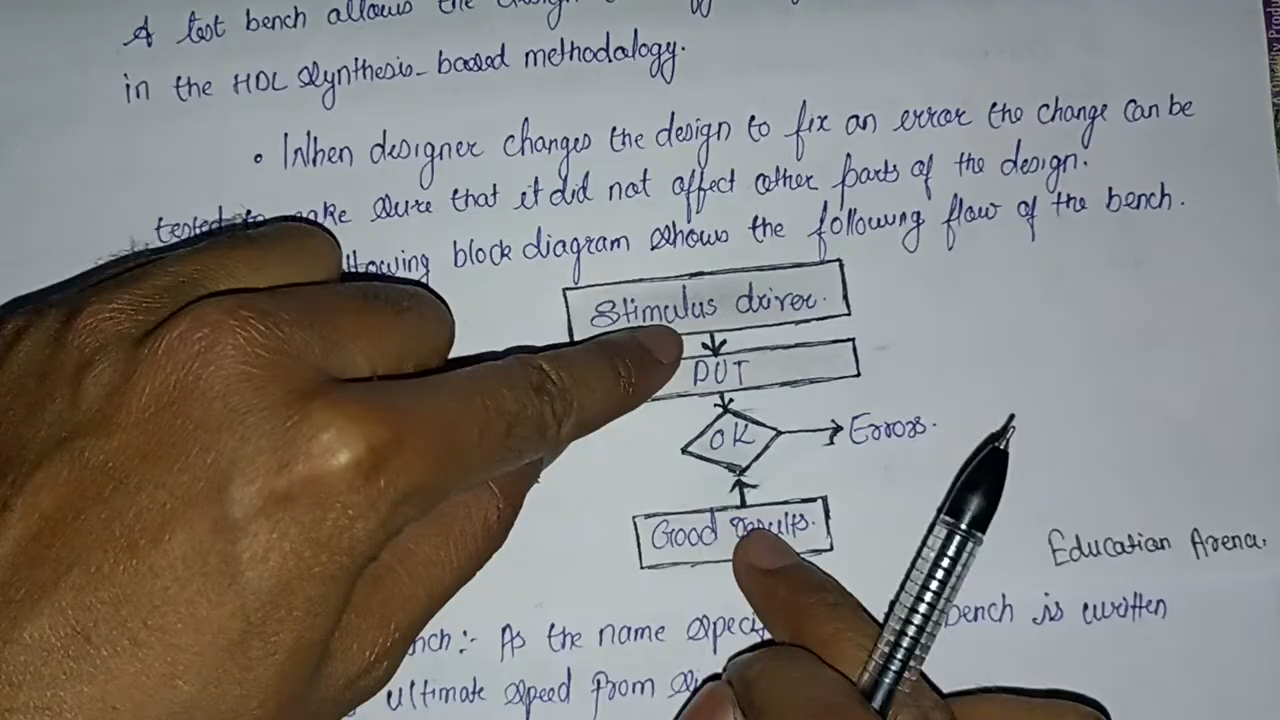 A test bench allows the design
in the HDL synthesis-based methodology.
• When designer changes the design to fix an error the change can be
tested to make sure that it did not affect other parts of the design.
block diagram shows the following flow of the bench.
Stimulus driver.
DUT
OK
Errors.
Good results.
Education Arena.
As the name bench is written
ultimate speed from